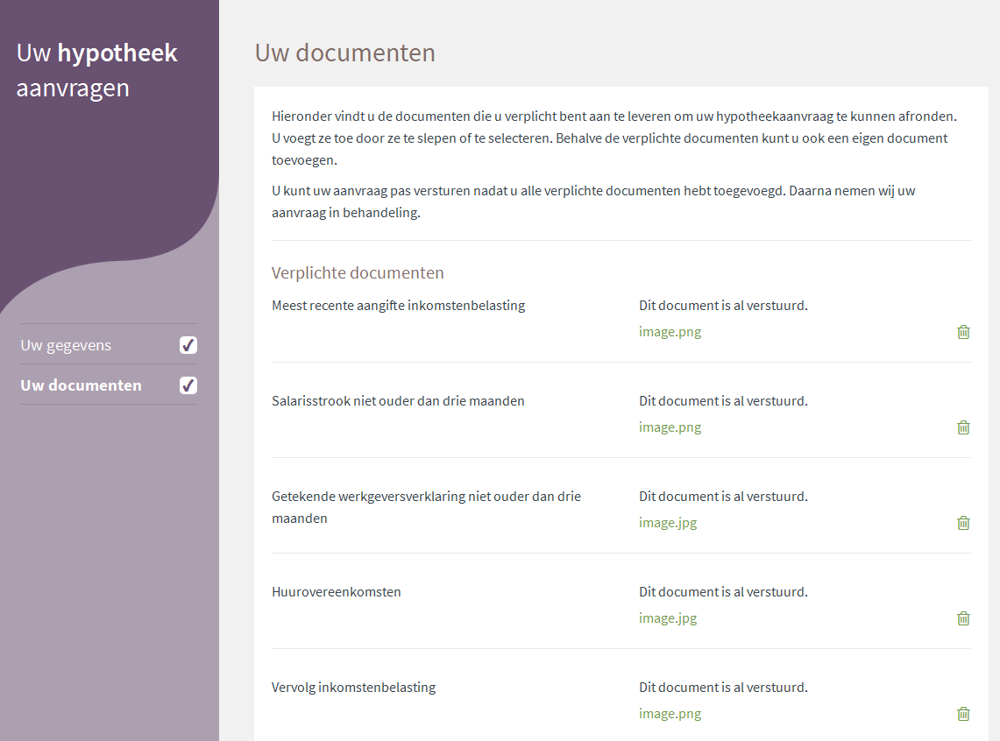 Uw hypotheek
aanvragen
Uw gegevens
Uw documenten
Uw documenten
Hieronder vindt u de documenten die u verplicht bent aan te leveren om uw hypotheekaanvraag te kunnen afronden.
U voegt ze toe door ze te slepen of te selecteren. Behalve de verplichte documenten kunt u ook een eigen document
toevoegen.
U kunt uw aanvraag pas versturen nadat u alle verplichte documenten hebt toegevoegd. Daarna nemen wij uw
aanvraag in behandeling.
Verplichte documenten
Meest recente aangifte inkomstenbelasting
Dit document is al verstuurd.
image.png
Salarisstrook niet ouder dan drie maanden
Dit document is al verstuurd.
image.png
Getekende werkgeversverklaring niet ouder dan drie
maanden
Dit document is al verstuurd.
image.jpg
Huurovereenkomsten
Dit document is al verstuurd.
image.jpg
Vervolg inkomstenbelasting
Dit document is al verstuurd.
image.png